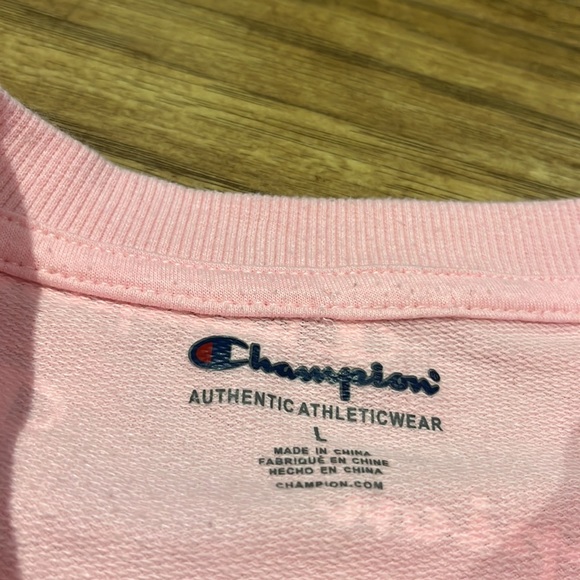 Champion
AUTHENTIC ATHLETICWEAR
L
MADE IN CHINA
FABRIQUÉ EN CHINE
HECHO EN CHINA
CHAMPION.COM